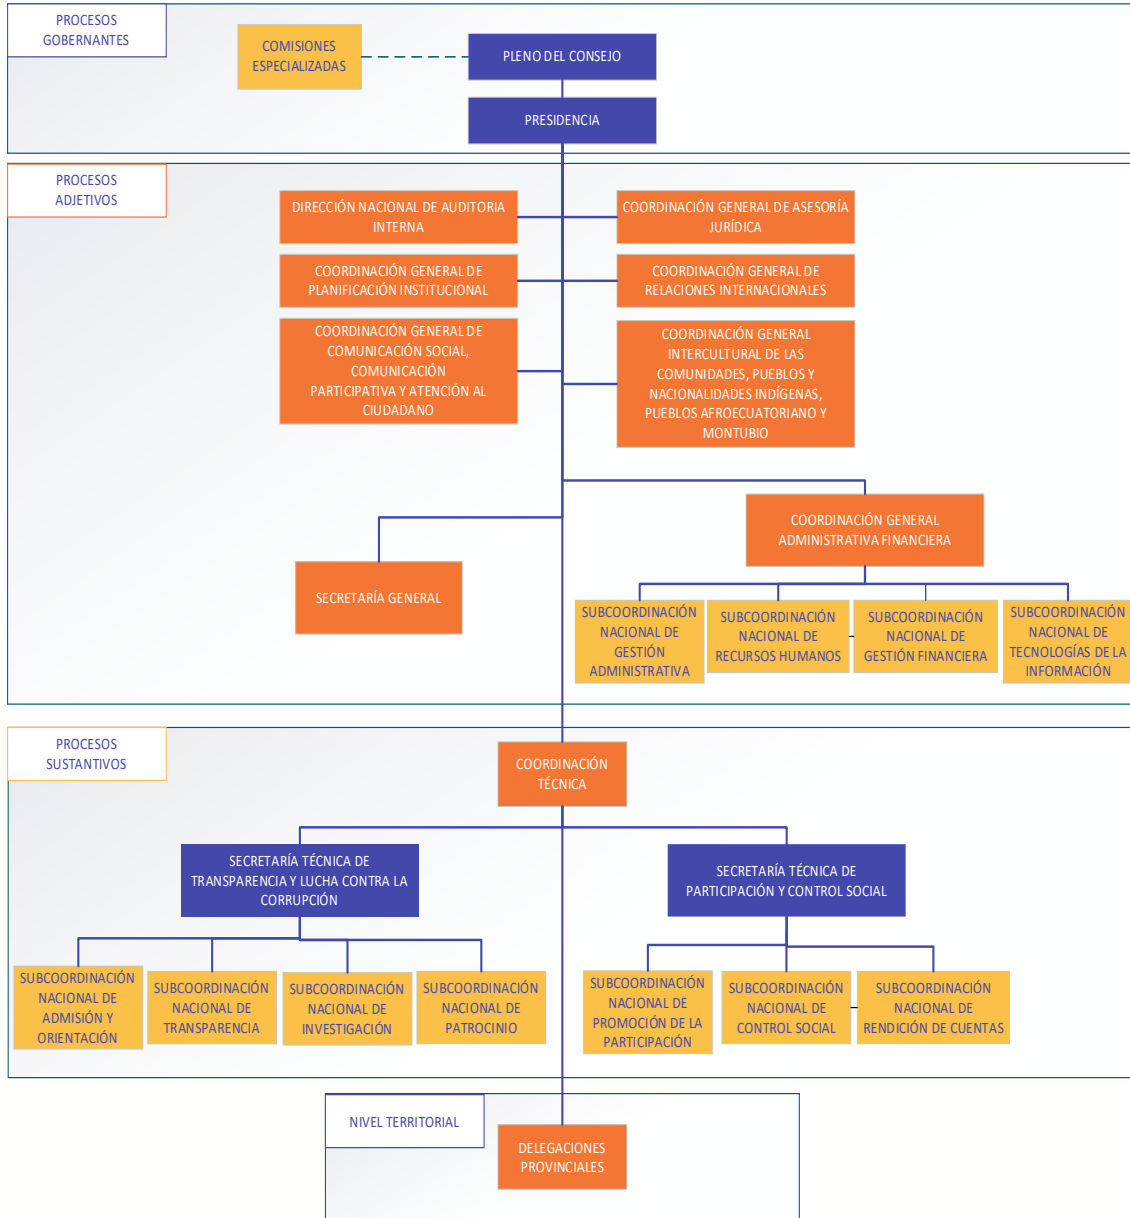 PROCESOS
GOBERNANTES
COMISIONES
ESPECIALIZADAS
PLENO DEL CONSEJO
PRESIDENCIA
PROCESOS
ADJETIVOS
DIRECCIÓN NACIONAL DE AUDITORIA
INTERNA
COORDINACIÓN GENERAL DE ASESORÍA
JURÍDICA
COORDINACIÓN GENERAL DE
PLANIFICACIÓN INSTITUCIONAL
COORDINACIÓN GENERAL DE
RELACIONES INTERNACIONALES
COORDINACIÓN GENERAL DE
COMUNICACIÓN SOCIAL,
COMUNICACIÓN
PARTICIPATIVA Y ATENCIÓN AL
CIUDADANO
COORDINACIÓN GENERAL
INTERCULTURAL DE LAS
COMUNIDADES, PUEBLOS Y
NACIONALIDADES INDÍGENAS,
PUEBLOS AFROECUATORIANO Y
MONTUBIO
COORDINACIÓN GENERAL
ADMINISTRATIVA FINANCIERA
SECRETARÍA GENERAL
SUBCOORDINACIÓN
NACIONAL DE
GESTIÓN
ADMINISTRATIVA
SUBCOORDINACIÓN
NACIONAL DE
RECURSOS HUMANOS
SUBCOORDINACIÓN
NACIONAL DE
GESTIÓN FINANCIERA
SUBCOORDINACIÓN
NACIONAL DE
TECNOLOGÍAS DE LA
INFORMACIÓN
PROCESOS
SUSTANTIVOS
COORDINACIÓN
TÉCNICA
SECRETARÍA TÉCNICA DE
TRANSPARENCIA Y LUCHA CONTRA LA
CORRUPCIÓN
SECRETARÍA TÉCNICA DE
PARTICIPACIÓN Y CONTROL SOCIAL
SUBCOORDINACIÓN
NACIONAL DE
ADMISIÓN Y
ORIENTACIÓN
SUBCOORDINACIÓN
NACIONAL DE
TRANSPARENCIA
SUBCOORDINACIÓN
NACIONAL DE
INVESTIGACIÓN
SUBCOORDINACIÓN
NACIONAL DE
PATROCINIO
SUBCOORDINACIÓN
NACIONAL DE
PROMOCIÓN DE LA
PARTICIPACIÓN
SUBCOORDINACIÓN
NACIONAL DE
CONTROL SOCIAL
SUBCOORDINACIÓN
NACIONAL DE
RENDICIÓN DE CUENTAS
NIVEL TERRITORIAL
DELEGACIONES
PROVINCIALES